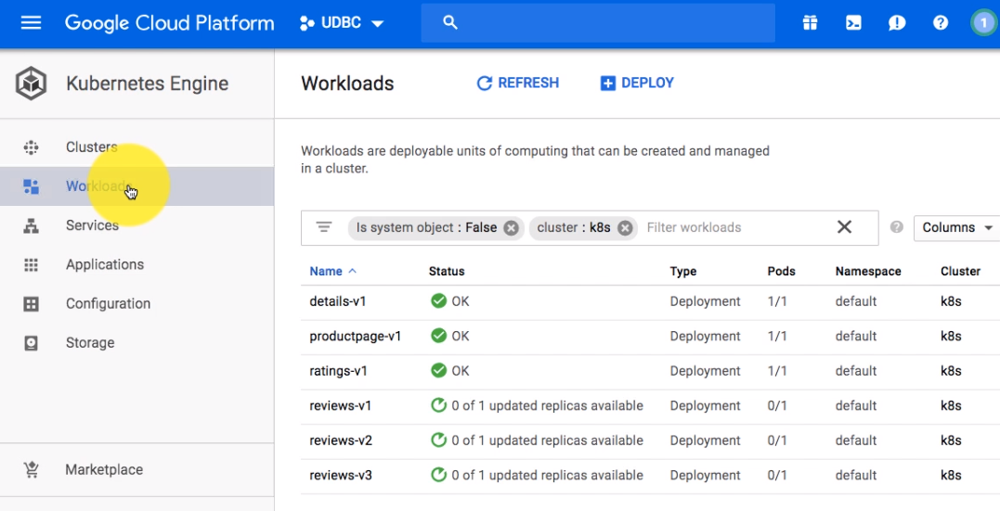 Google Cloud Platform UDBC 1
Kubernetes Engine
Workloads REFRESH DEPLOY
Clusters
Workloads
Services
Applications
Configuration
Storage
Marketplace
Workloads are deployable units of computing that can be created and managed
in a cluster.
Is system object : False cluster : k8s Filter workloads Columns
Name Status Type Pods Namespace Cluster
details-v1 OK Deployment 1/1 default k8s
productpage-v1 OK Deployment 1/1 default k8s
ratings-v1 OK Deployment 1/1 default k8s
reviews-v1 0 of 1 updated replicas available Deployment 0/1 default k8s
reviews-v2 0 of 1 updated replicas available Deployment 0/1 default k8s
reviews-v3 0 of 1 updated replicas available Deployment 0/1 default k8s